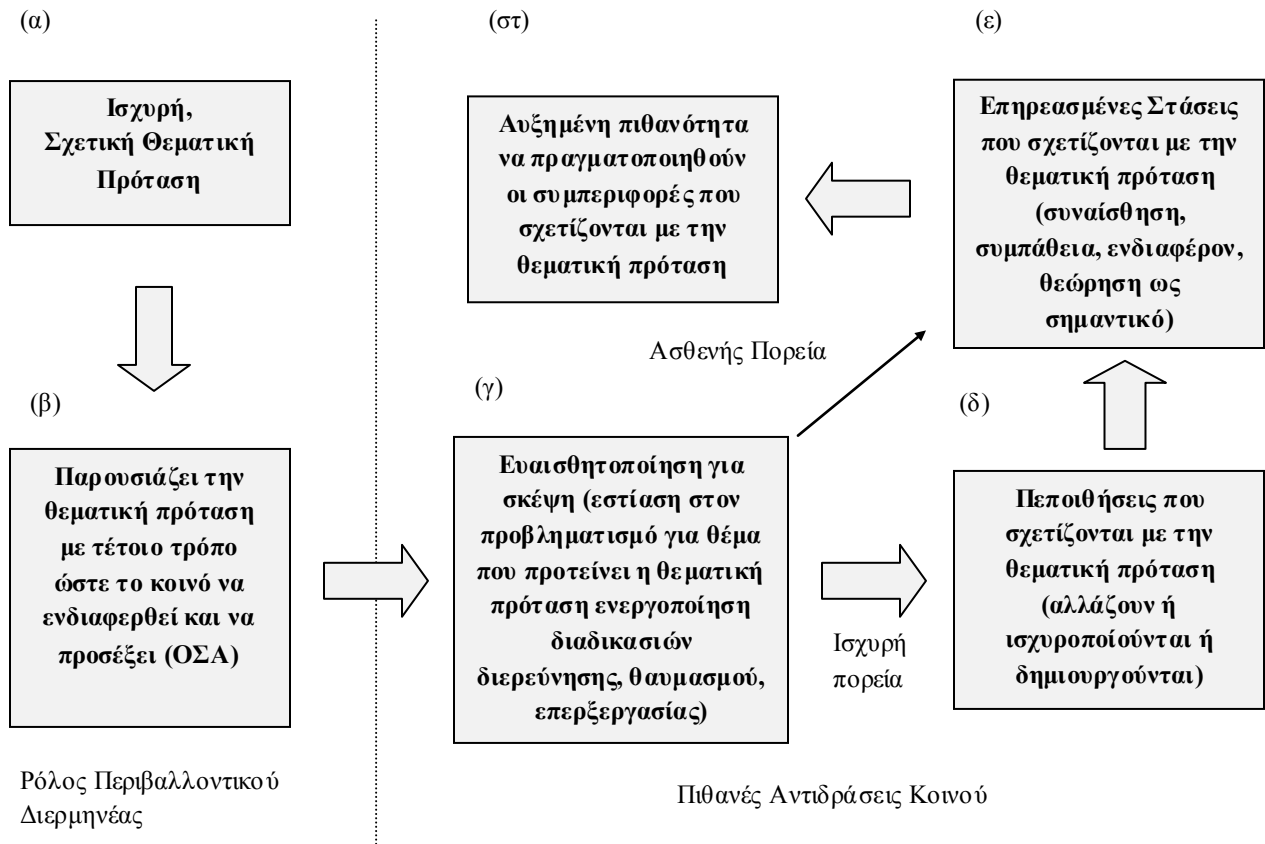 (α)
Ισχυρή,
Σχετική Θεματική
Πρόταση
(β)
Παρουσιάζει την
θεματική πρόταση
με τέτοιο τρόπο
ώστε το κοινό να
ενδιαφερθεί και να
προσέξει (ΟΣΑ)
Ρόλος Περιβαλλοντικού
Διερμηνέας
(γ)
Ευαισθητοποίηση για
σκέψη (εστίαση στον
προβληματισμό για θέμα
που προτείνει η θεματική
πρόταση ενεργοποίηση
διαδικασιών
διερεύνησης, θαυμασμού,
επερξεργασίας)
Ισχυρή
πορεία
(δ)
Πεποιθήσεις που
σχετίζονται με την
θεματική πρόταση
(αλλάζουν ή
ισχυροποίούνται ή
δημιουργούνται)
Ασθενής Πορεία
(ε)
Επηρεασμένες Στάσεις
που σχετίζονται με την
θεματική πρόταση
(συναίσθηση,
συμπάθεια, ενδιαφέρον,
θεώρηση ως
σημαντικό)
(στ)
Αυξημένη πιθανότητα
να πραγματοποιηθούν
οι συμπεριφορές που
σχετίζονται με την
θεματική πρόταση
Πιθανές Αντιδράσεις Κοινού